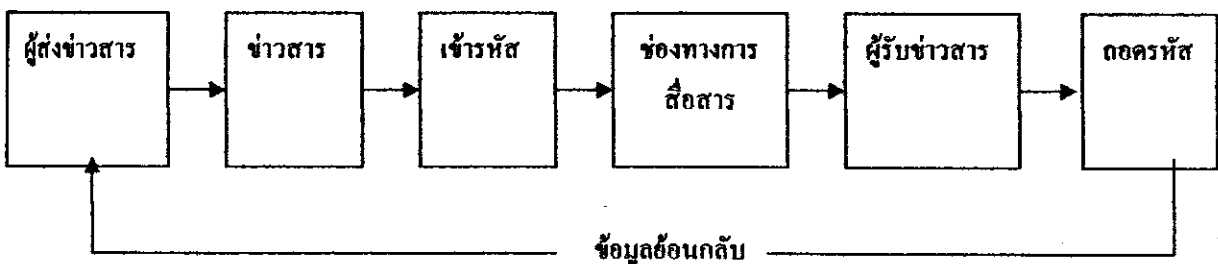 ผู้ส่งข่าวสาร
ข่าวสาร
เข้ารหัส
ช่องทางการ
สื่อสาร
ผู้รับข่าวสาร
ถอดรหัส
ข้อมูลย้อนกลับ